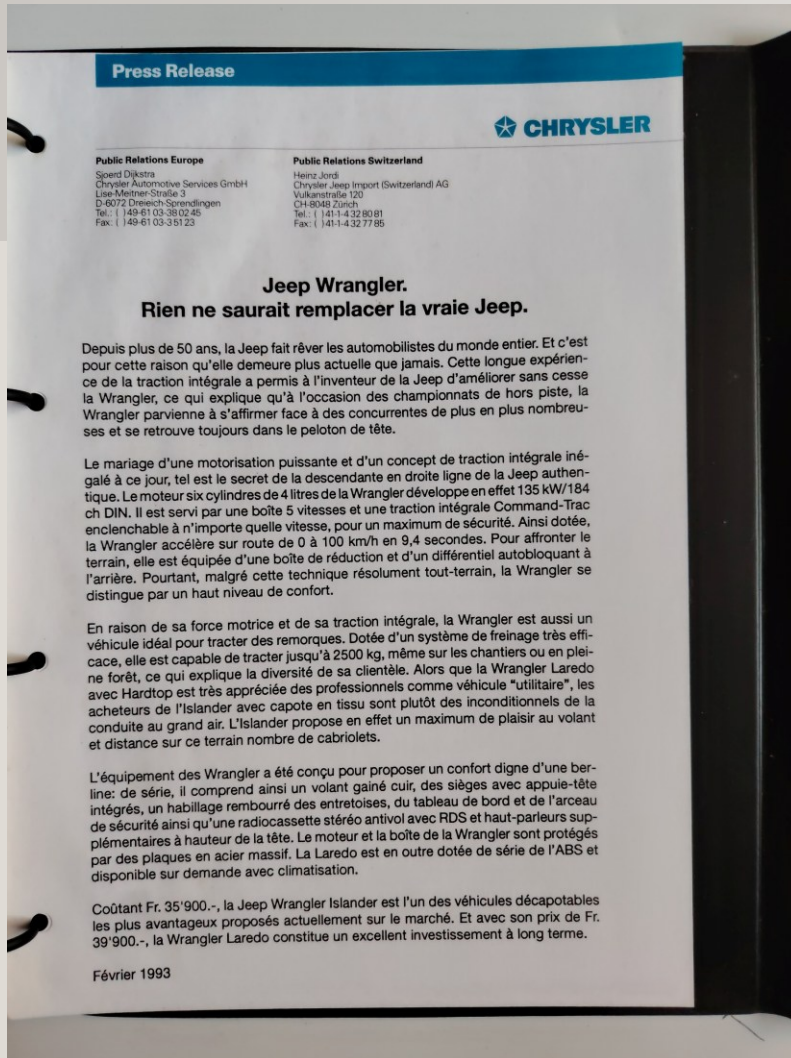 Press Release
CHRYSLER
Public Relations Europe
Sjoerd Dijkstra
Chrysler Automotive Services GmbH
Lise-Meitner-Straße 3
D-6072 Dreieich-Sprendlingen
Tel.: ( )49-61 03-38 02 45
Fax: ( )49-61 03-3 51 23
Public Relations Switzerland
Heinz Jordi
Chrysler Jeep Import (Switzerland) AG
Vulkanstraße 120
CH-8048 Zürich
Tel.: ( )41-1-4 32 80 81
Fax: ( )41-1-4 32 77 85
Jeep Wrangler.
Rien ne saurait remplacer la vraie Jeep.
Depuis plus de 50 ans, la Jeep fait rêver les automobilistes du monde entier. Et c'est
pour cette raison qu'elle demeure plus actuelle que jamais. Cette longue expérien-
ce de la traction intégrale a permis à l'inventeur de la Jeep d'améliorer sans cesse
la Wrangler, ce qui explique qu'à l'occasion des championnats de hors piste, la
Wrangler parvienne à s'affirmer face à des concurrentes de plus en plus nombreu-
ses et se retrouve toujours dans le peloton de tête.
Le mariage d'une motorisation puissante et d'un concept de traction intégrale iné-
galé à ce jour, tel est le secret de la descendante en droite ligne de la Jeep authen-
tique. Le moteur six cylindres de 4 litres de la Wrangler développe en effet 135 kW/184
ch DIN. Il est servi par une boîte 5 vitesses et une traction intégrale Command-Trac
enclenchable à n'importe quelle vitesse, pour un maximum de sécurité. Ainsi dotée,
la Wrangler accélère sur route de 0 à 100 km/h en 9,4 secondes. Pour affronter le
terrain, elle est équipée d'une boîte de réduction et d'un différentiel autobloquant à
l'arrière. Pourtant, malgré cette technique résolument tout-terrain, la Wrangler se
distingue par un haut niveau de confort.
En raison de sa force motrice et de sa traction intégrale, la Wrangler est aussi un
véhicule idéal pour tracter des remorques. Dotée d'un système de freinage très effi-
cace, elle est capable de tracter jusqu'à 2500 kg, même sur les chantiers ou en plei-
ne forêt, ce qui explique la diversité de sa clientèle. Alors que la Wrangler Laredo
avec Hardtop est très appréciée des professionnels comme véhicule "utilitaire", les
acheteurs de l'Islander avec capote en tissu sont plutôt des inconditionnels de la
conduite au grand air. L'Islander propose en effet un maximum de plaisir au volant
et distance sur ce terrain nombre de cabriolets.
L'équipement des Wrangler a été conçu pour proposer un confort digne d'une ber-
line: de série, il comprend ainsi un volant gainé cuir, des sièges avec appuie-tête
intégrés, un habillage rembourré des entretoises, du tableau de bord et de l'arceau
de sécurité ainsi qu'une radiocassette stéréo antivol avec RDS et haut-parleurs sup-
plémentaires à hauteur de la tête. Le moteur et la boîte de la Wrangler sont protégés
par des plaques en acier massif. La Laredo est en outre dotée de série de l'ABS et
disponible sur demande avec climatisation.
Coûtant Fr. 35'900.-, la Jeep Wrangler Islander est l'un des véhicules décapotables
les plus avantageux proposés actuellement sur le marché. Et avec son prix de Fr.
39'900.-, la Wrangler Laredo constitue un excellent investissement à long terme.
Février 1993